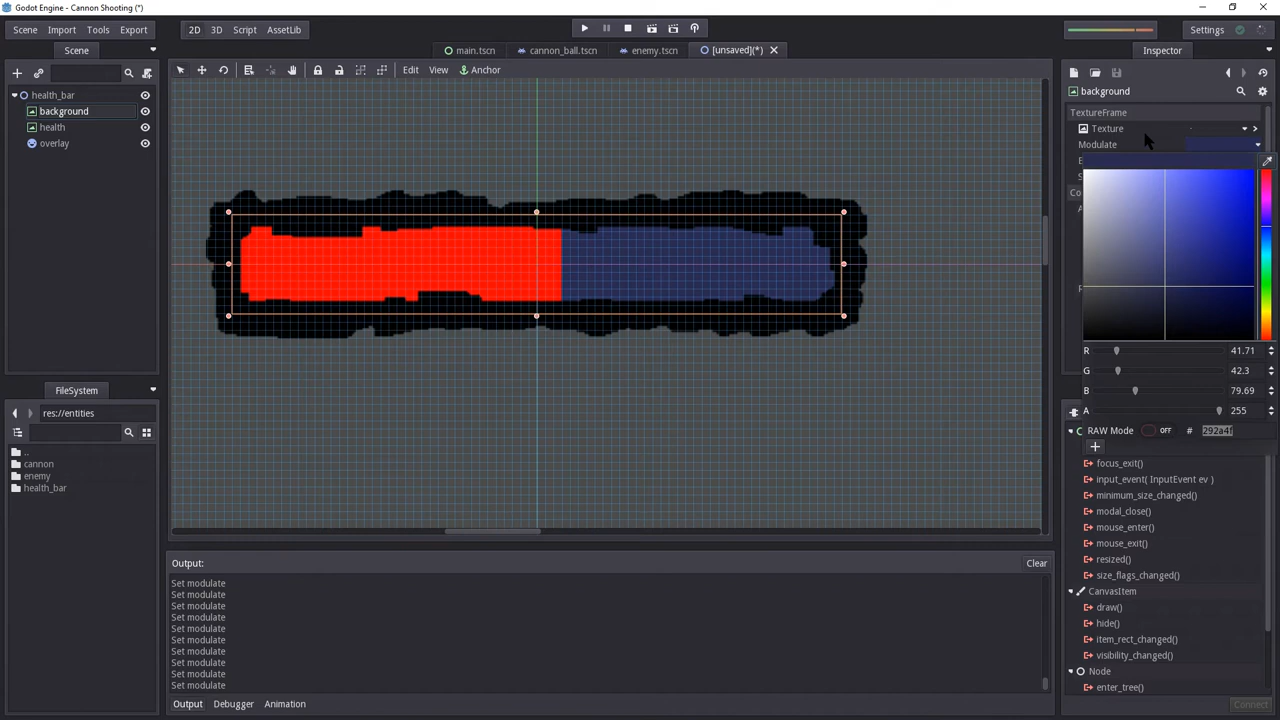 Godot Engine - Cannon Shooting (*)
Scene Import Tools Export
2D 3D Script AssetLib
Settings
Scene
main.tscn cannon_ball.tscn enemy.tscn [unsaved](*)
Inspector
Edit View Anchor
health_bar
background
health
overlay
background
TextureFrame
Texture
Modulate
R 41.71
G 42.3
B 79.69
A 255
RAW Mode OFF # 292a4f
FileSystem
res://entities
..
cannon
enemy
health_bar
focus_exit()
input_event( InputEvent ev )
minimum_size_changed()
modal_close()
mouse_enter()
mouse_exit()
resized()
size_flags_changed()
CanvasItem
draw()
hide()
item_rect_changed()
visibility_changed()
Node
enter_tree()
Connect
Output: Clear
Set modulate
Set modulate
Set modulate
Set modulate
Set modulate
Set modulate
Set modulate
Set modulate
Set modulate
Set modulate
Output Debugger Animation